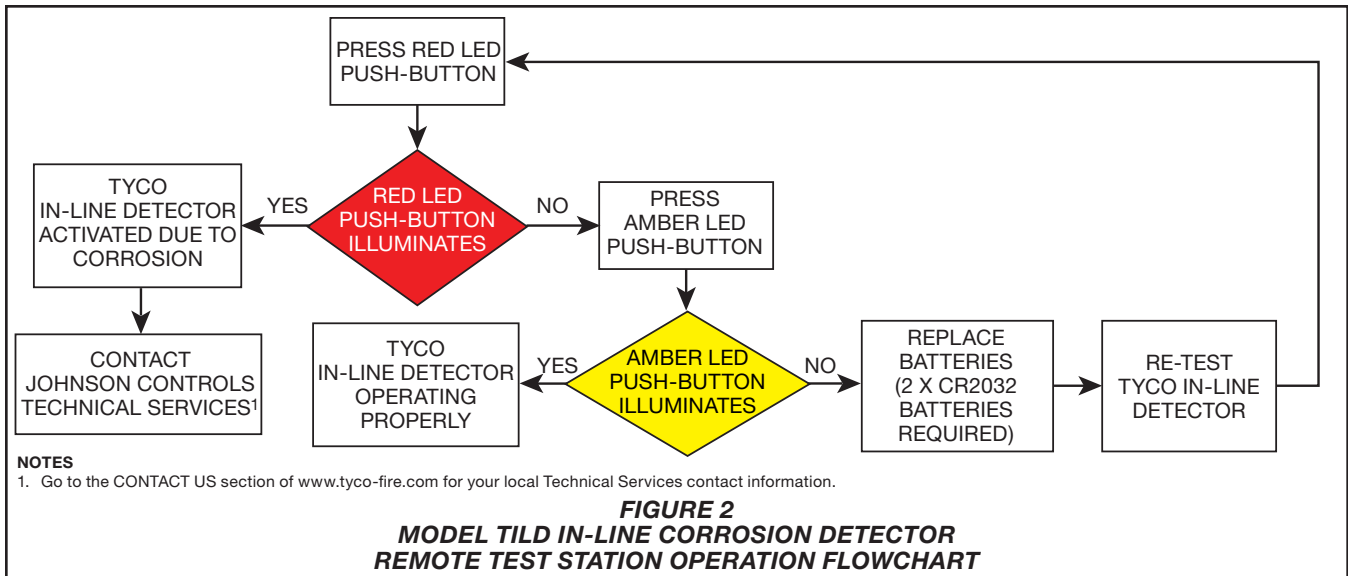 PRESS RED LED
PUSH-BUTTON
RED LED
PUSH-BUTTON
ILLUMINATES
YES
TYCO
IN-LINE DETECTOR
ACTIVATED DUE TO
CORROSION
CONTACT
JOHNSON CONTROLS
TECHNICAL SERVICES¹
NO
PRESS
AMBER LED
PUSH-BUTTON
AMBER LED
PUSH-BUTTON
ILLUMINATES
YES
TYCO
IN-LINE DETECTOR
OPERATING
PROPERLY
NO
REPLACE
BATTERIES
(2 X CR2032
BATTERIES
REQUIRED)
RE-TEST
TYCO IN-LINE
DETECTOR
NOTES
1. Go to the CONTACT US section of www.tyco-fire.com for your local Technical Services contact information.
FIGURE 2
MODEL TILD IN-LINE CORROSION DETECTOR
REMOTE TEST STATION OPERATION FLOWCHART